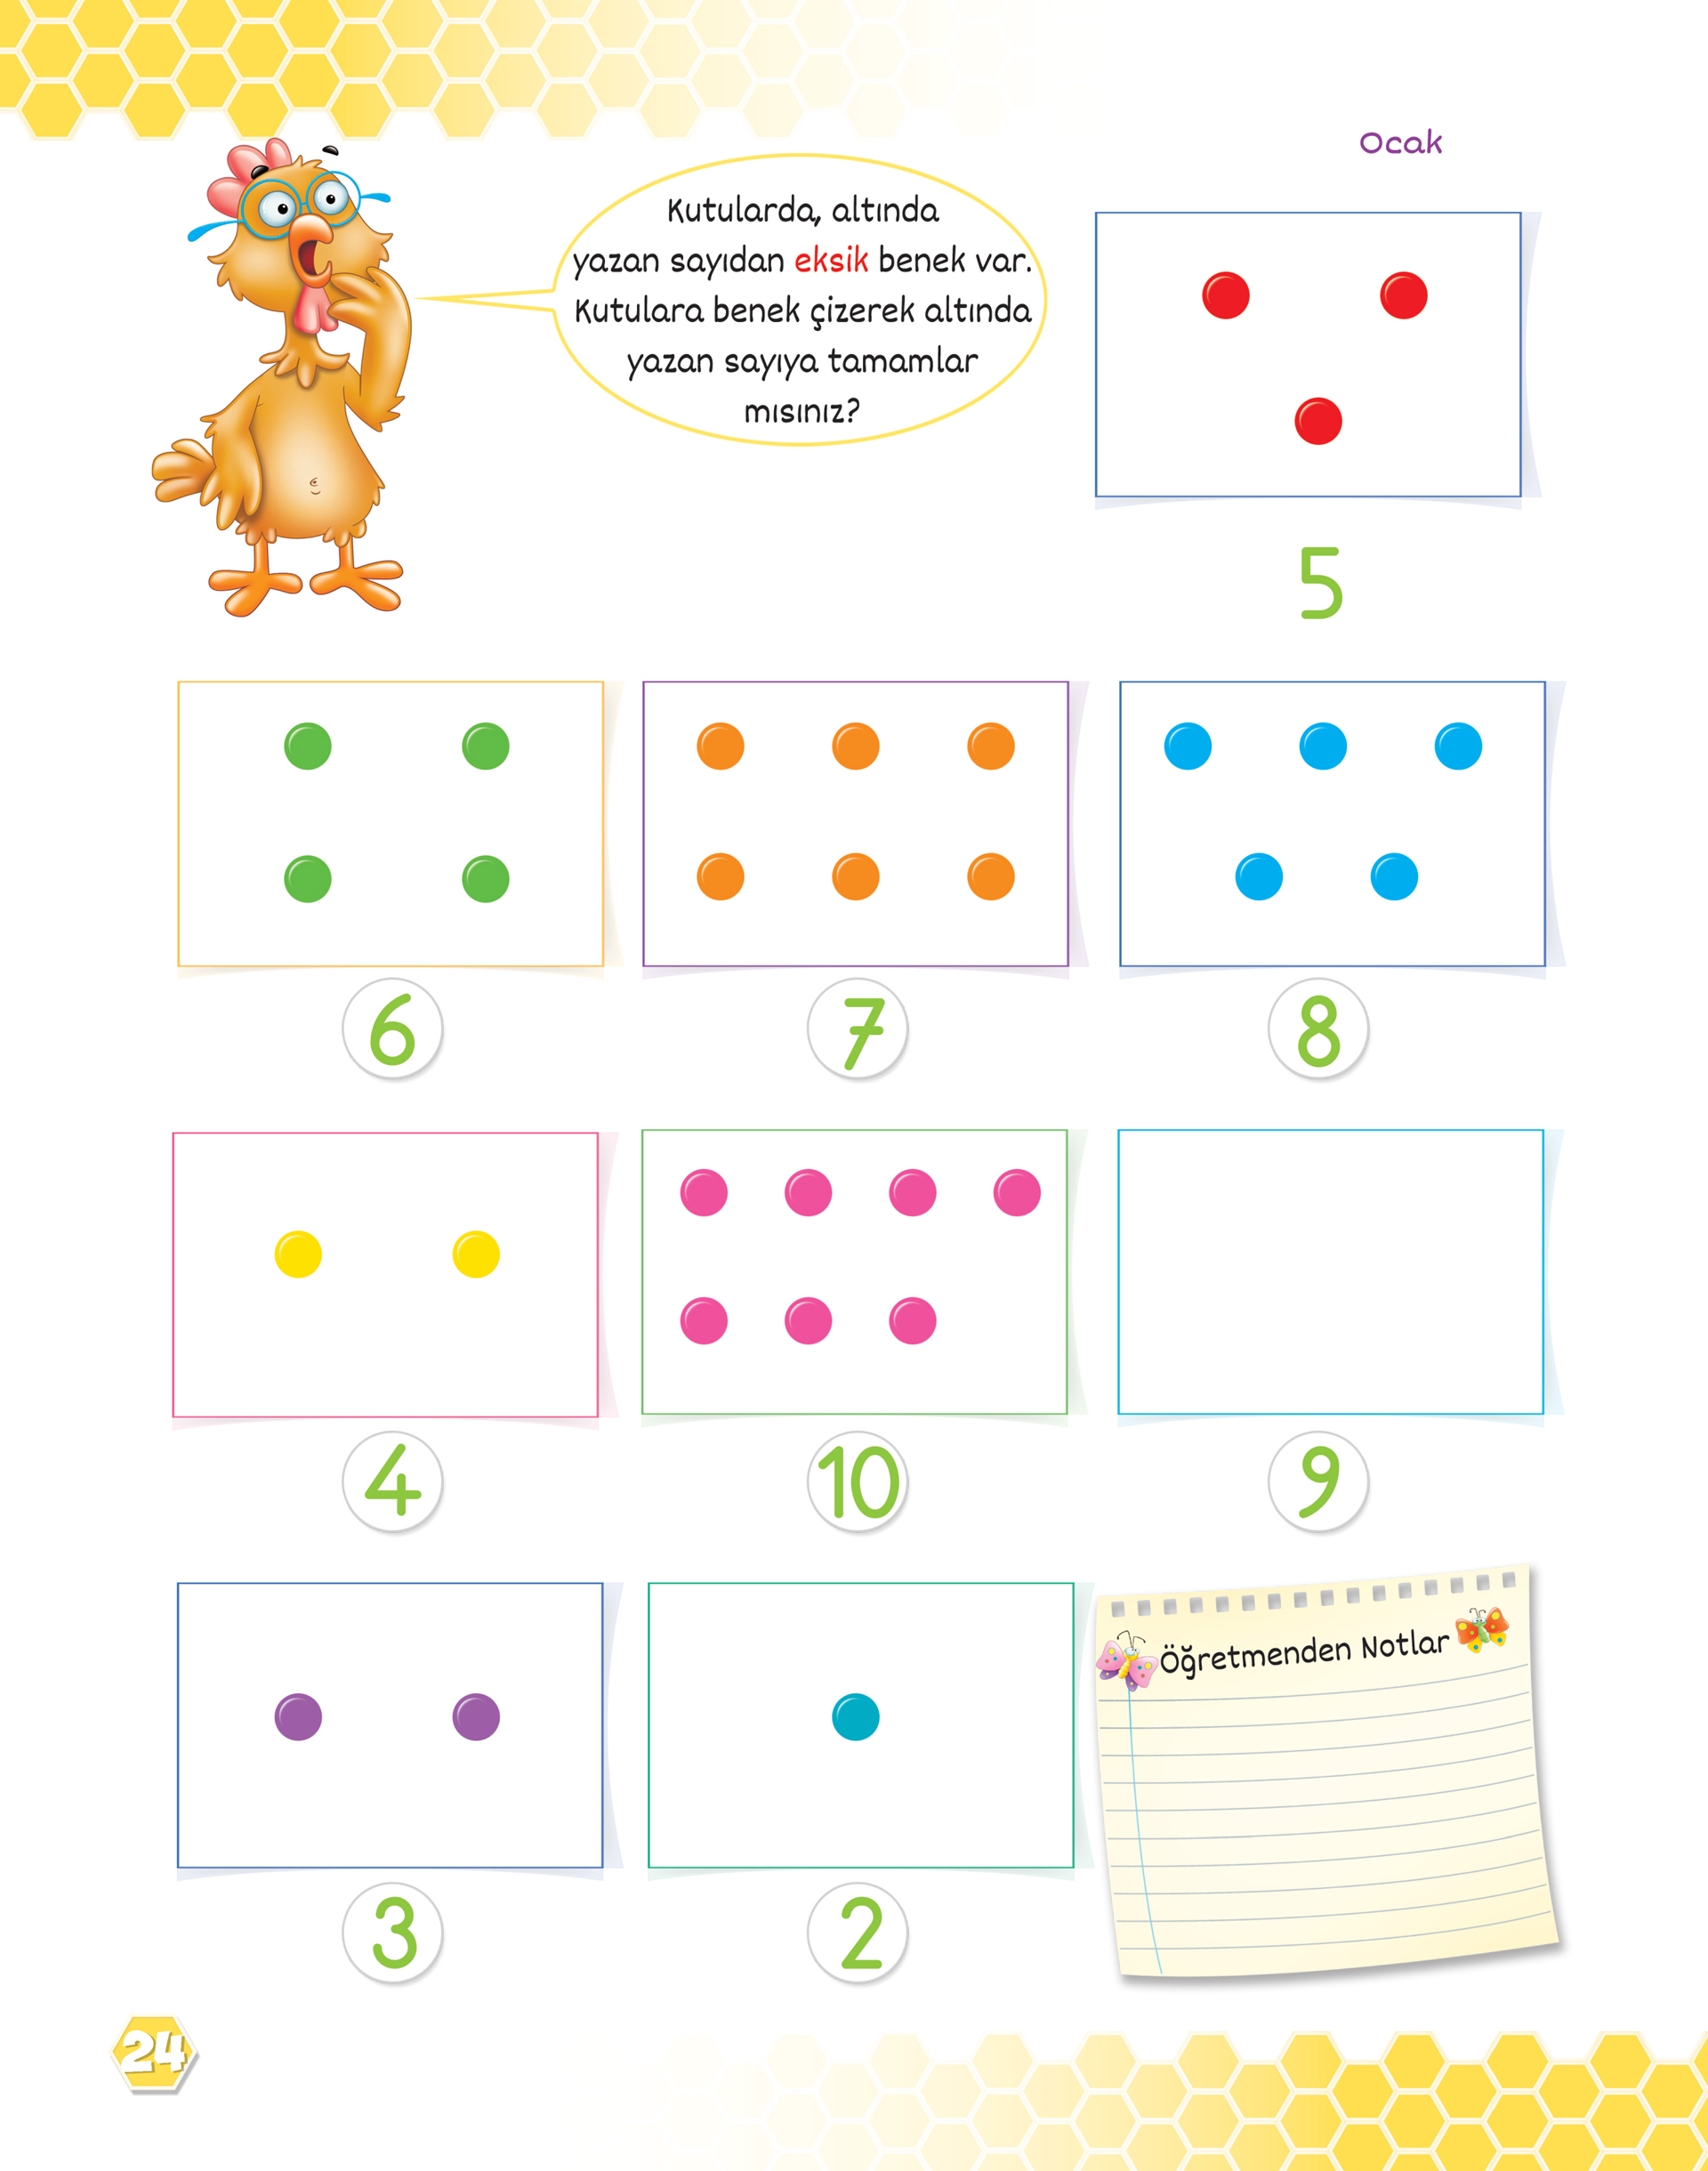 Ocak
Kutularda, altında
yazan sayıdan eksik benek var.
Kutulara benek çizerek altında
yazan sayıya tamamlar
mısınız?
5
6
7
8
4
10
9
3
2
Öğretmenden Notlar
24